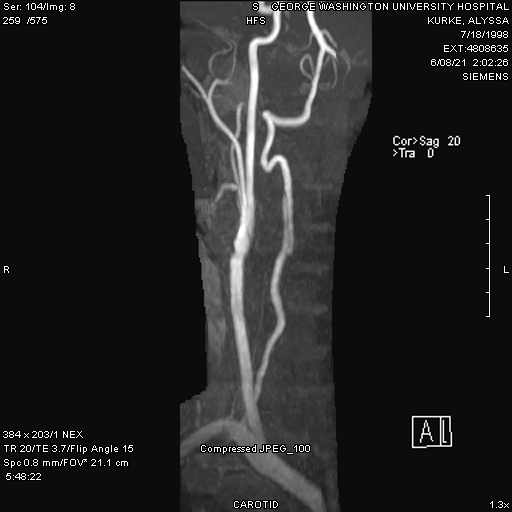 Ser: 104/Img: 8
259 /575
S
HFS
GEORGE WASHINGTON UNIVERSITY HOSPITAL
KURKE, ALYSSA
7/18/1998
EXT:4808635
6/08/21 2:02:26
SIEMENS
Cor>Sag 20
>Tra 0
R
L
384 x 203/1 NEX
TR 20/TE 3.7/Flip Angle 15
Spc 0.8 mm/FOV* 21.1 cm
5:48:22
Compressed JPEG_100
AL
CAROTID
1.3x